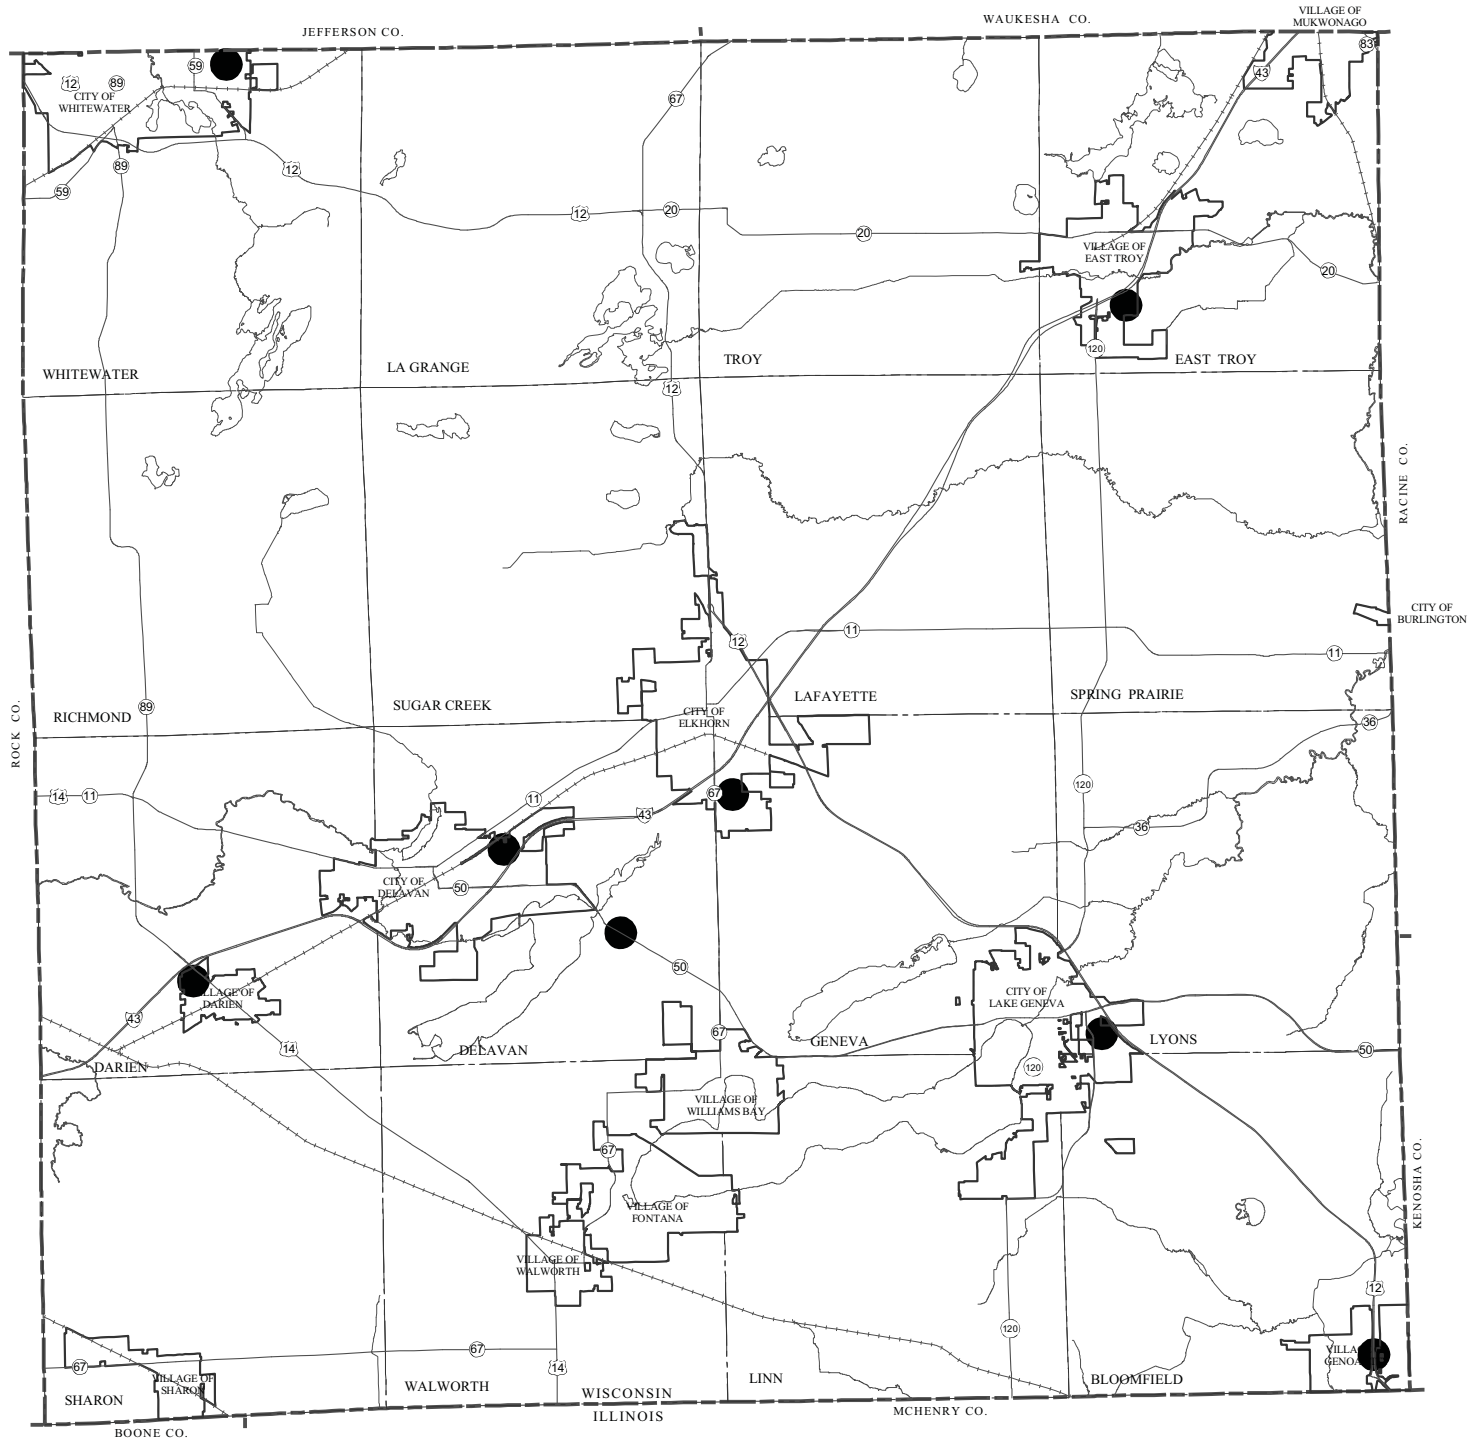 VILLAGE OF
MUKWONAGO
WAUKESHA CO.
JEFFERSON CO.
83
59
43
12
89
CITY OF
WHITEWATER
67
89
12
59
12
20
20
VILLAGE OF
EAST TROY
20
120
WHITEWATER
LA GRANGE
TROY
EAST TROY
12
RACINE CO.
CITY OF
BURLINGTON
11
12
11
RICHMOND
89
SUGAR CREEK
LAFAYETTE
SPRING PRAIRIE
CITY OF
ELKHORN
36
ROCK CO.
120
14
11
11
67
43
36
CITY OF
DELAVAN
50
50
CITY OF
LAKE GENEVA
LLAGE OF
DARIEN
43
14
67
DELAVAN
GENEVA
LYONS
50
DARIEN
120
VILLAGE OF
WILLIAMS BAY
67
KENOSHA CO.
VILLAGE OF
FONTANA
VILLAGE OF
WALWORTH
12
120
67
VILLA
GENOA
67
14
VILLAGE OF
SHARON
SHARON
WALWORTH
LINN
BLOOMFIELD
WISCONSIN
ILLINOIS
MCHENRY CO.
BOONE CO.